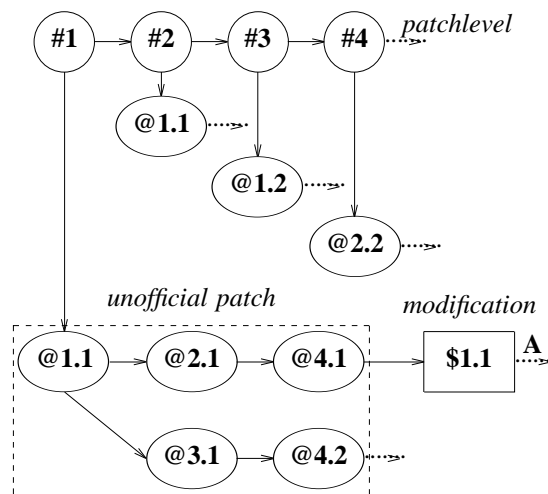 #1 #2 #3 #4 patchlevel
@1.1
@1.2
@2.2
unofficial patch modification
@1.1 @2.1 @4.1 $1.1 A
@3.1 @4.2